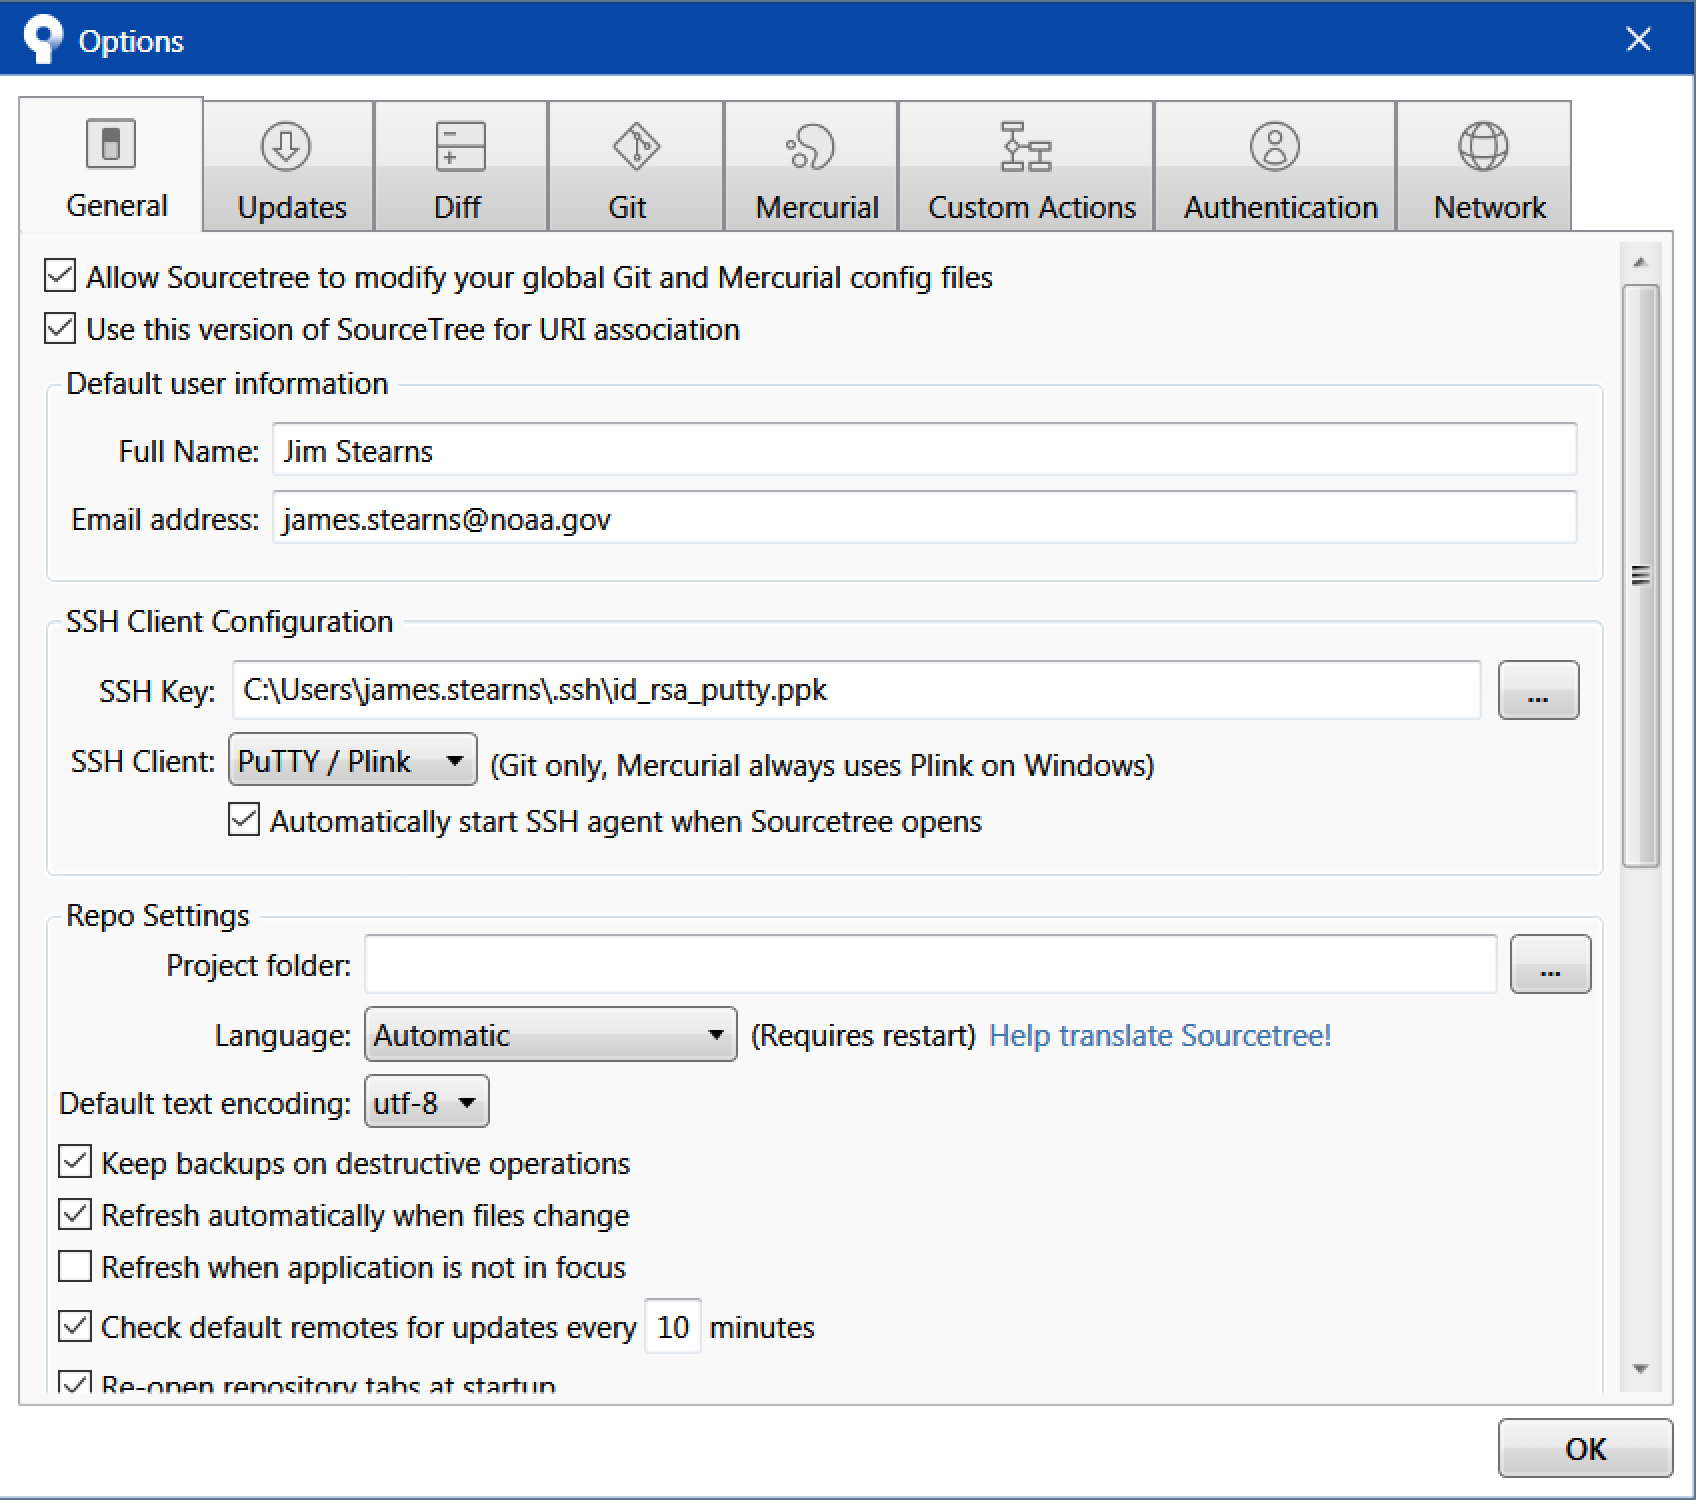 Options
General
Updates
Diff
Git
Mercurial
Custom Actions
Authentication
Network
Allow Sourcetree to modify your global Git and Mercurial config files
Use this version of SourceTree for URI association
Default user information
Full Name: Jim Stearns
Email address: james.stearns@noaa.gov
SSH Client Configuration
SSH Key: C:\Users\james.stearns\.ssh\id_rsa_putty.ppk ...
SSH Client: PuTTY / Plink (Git only, Mercurial always uses Plink on Windows)
Automatically start SSH agent when Sourcetree opens
Repo Settings
Project folder: ...
Language: Automatic (Requires restart) Help translate Sourcetree!
Default text encoding: utf-8
Keep backups on destructive operations
Refresh automatically when files change
Refresh when application is not in focus
Check default remotes for updates every 10 minutes
Re-open repository tabs at startup
OK